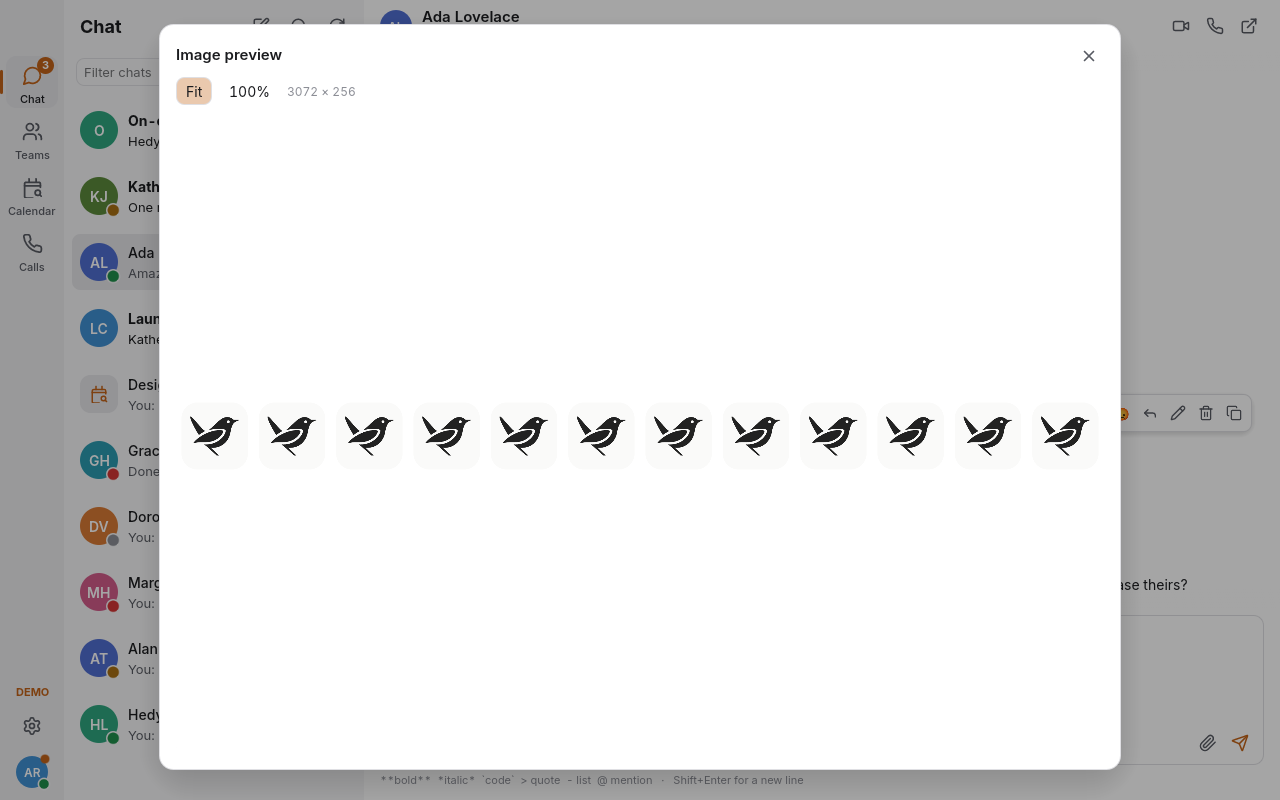 Chat
Ada Lovelace
Image preview
Fit
100%
3072 × 256
3
Chat
Teams
Calendar
Calls
DEMO
AR
Filter chats
O
On-
Hedy
KJ
Kath
One
AL
Ada
Amaz
LC
Laun
Kathe
Desi
You:
GH
Grac
Done
DV
Doro
You:
MH
Marg
You:
AT
Alan
You:
HL
Hedy
You:
ase theirs?
**bold** *italic* `code` > quote - list @ mention · Shift+Enter for a new line